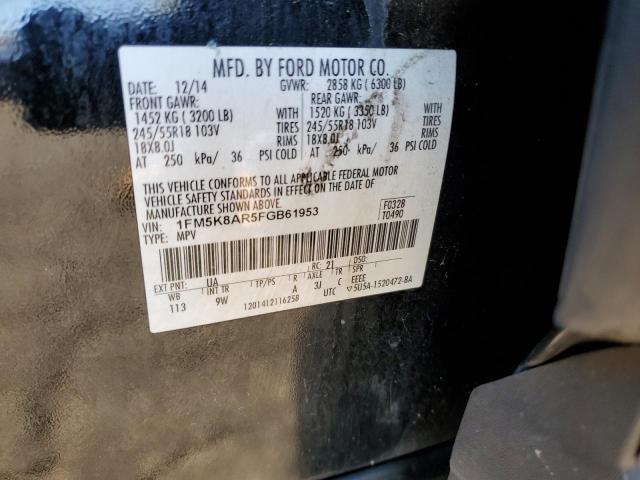 MFD. BY FORD MOTOR CO.
DATE: 12/14 GVWR: 2858 KG ( 6300 LB)
FRONT GAWR: REAR GAWR:
1452 KG ( 3200 LB) WITH 1520 KG ( 3350 LB) WITH
245/55R18 103V TIRES 245/55R18 103V TIRES
18X8.0J RIMS 18X8.0J RIMS
AT 250 kPa/ 36 PSI COLD AT 250 kPa/ 36 PSI COLD
THIS VEHICLE CONFORMS TO ALL APPLICABLE FEDERAL MOTOR
VEHICLE SAFETY STANDARDS IN EFFECT ON THE DATE OF
MANUFACTURE SHOWN ABOVE.
VIN: 1FM5K8AR5FGB61953 F0328
TYPE: MPV T0490
EXT PNT: UA RC: 21 DSO:
WB INT TR TP/PS R AXLE TR SPR
113 9W A 3J C EEEE
1201412116258 UTC 5U5A-1520472-BA